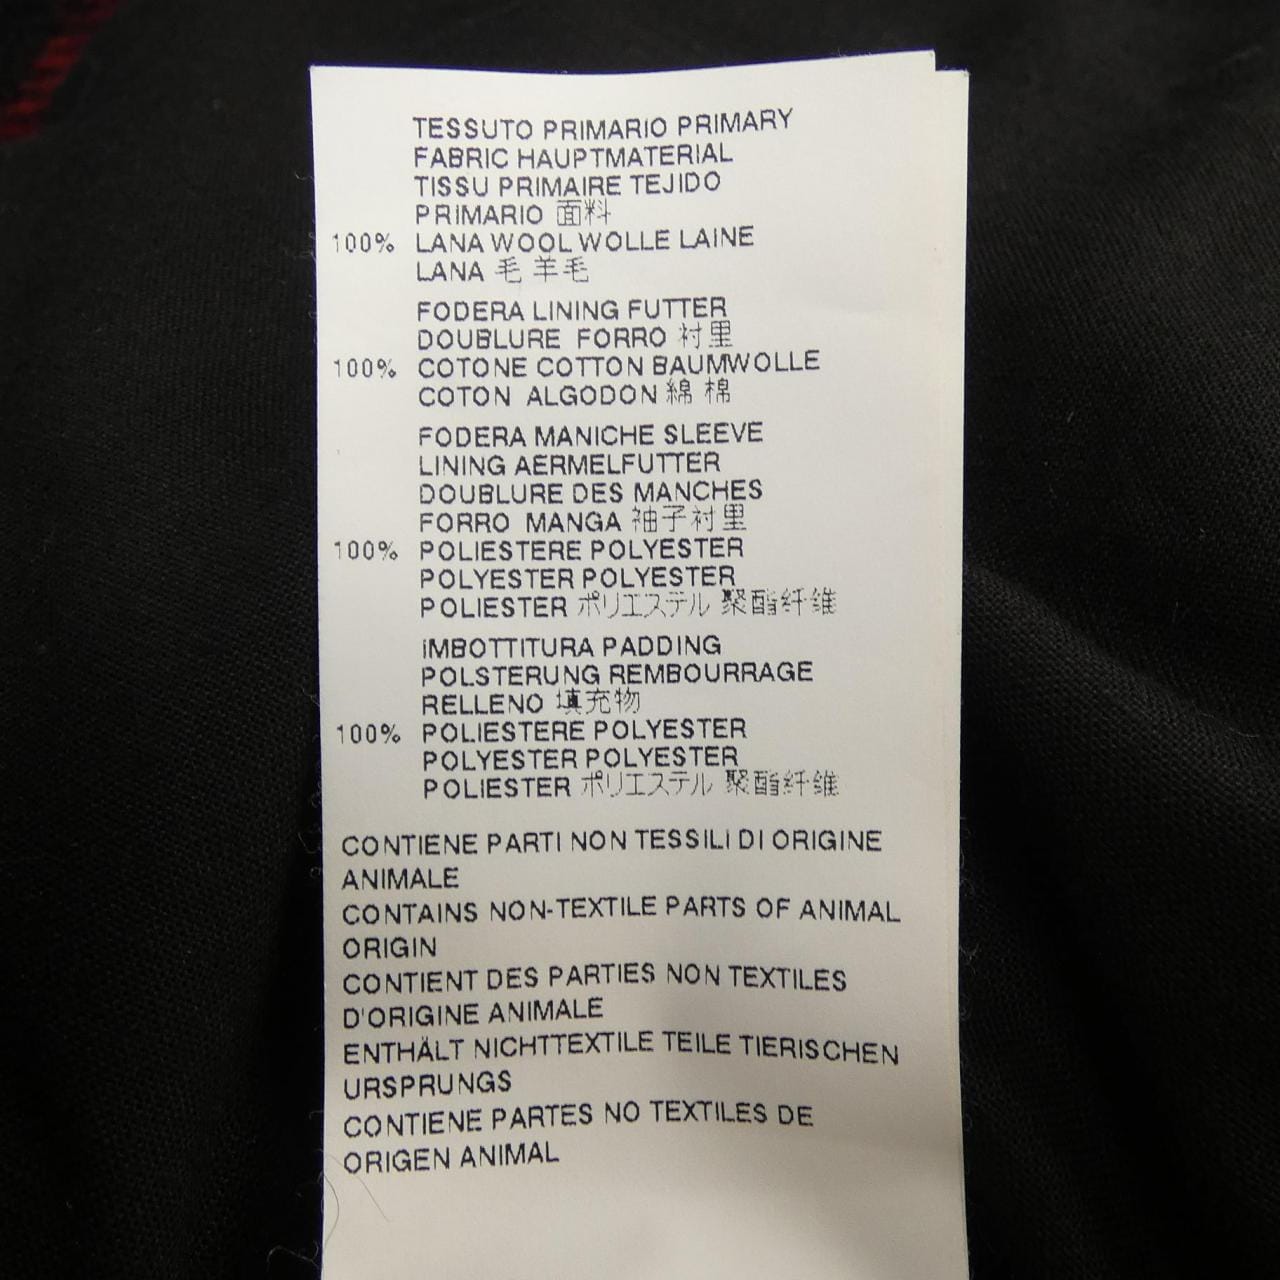 TESSUTO PRIMARIO PRIMARY
FABRIC HAUPTMATERIAL
TISSU PRIMAIRE TEJIDO
PRIMARIO 面料
100% LANA WOOL WOLLE LAINE
LANA 毛 羊毛
FODERA LINING FUTTER
DOUBLURE FORRO 衬里
100% COTONE COTTON BAUMWOLLE
COTON ALGODON 綿 棉
FODERA MANICHE SLEEVE
LINING AERMELFUTTER
DOUBLURE DES MANCHES
FORRO MANGA 袖子衬里
100% POLIESTERE POLYESTER
POLYESTER POLYESTER
POLIESTER ポリエステル 聚酯纤维
IMBOTTITURA PADDING
POLSTERUNG REMBOURRAGE
RELLENO 填充物
100% POLIESTERE POLYESTER
POLYESTER POLYESTER
POLIESTER ポリエステル 聚酯纤维
CONTIENE PARTI NON TESSILI DI ORIGINE
ANIMALE
CONTAINS NON-TEXTILE PARTS OF ANIMAL
ORIGIN
CONTIENT DES PARTIES NON TEXTILES
D'ORIGINE ANIMALE
ENTHÄLT NICHTTEXTILE TEILE TIERISCHEN
URSPRUNGS
CONTIENE PARTES NO TEXTILES DE
ORIGEN ANIMAL